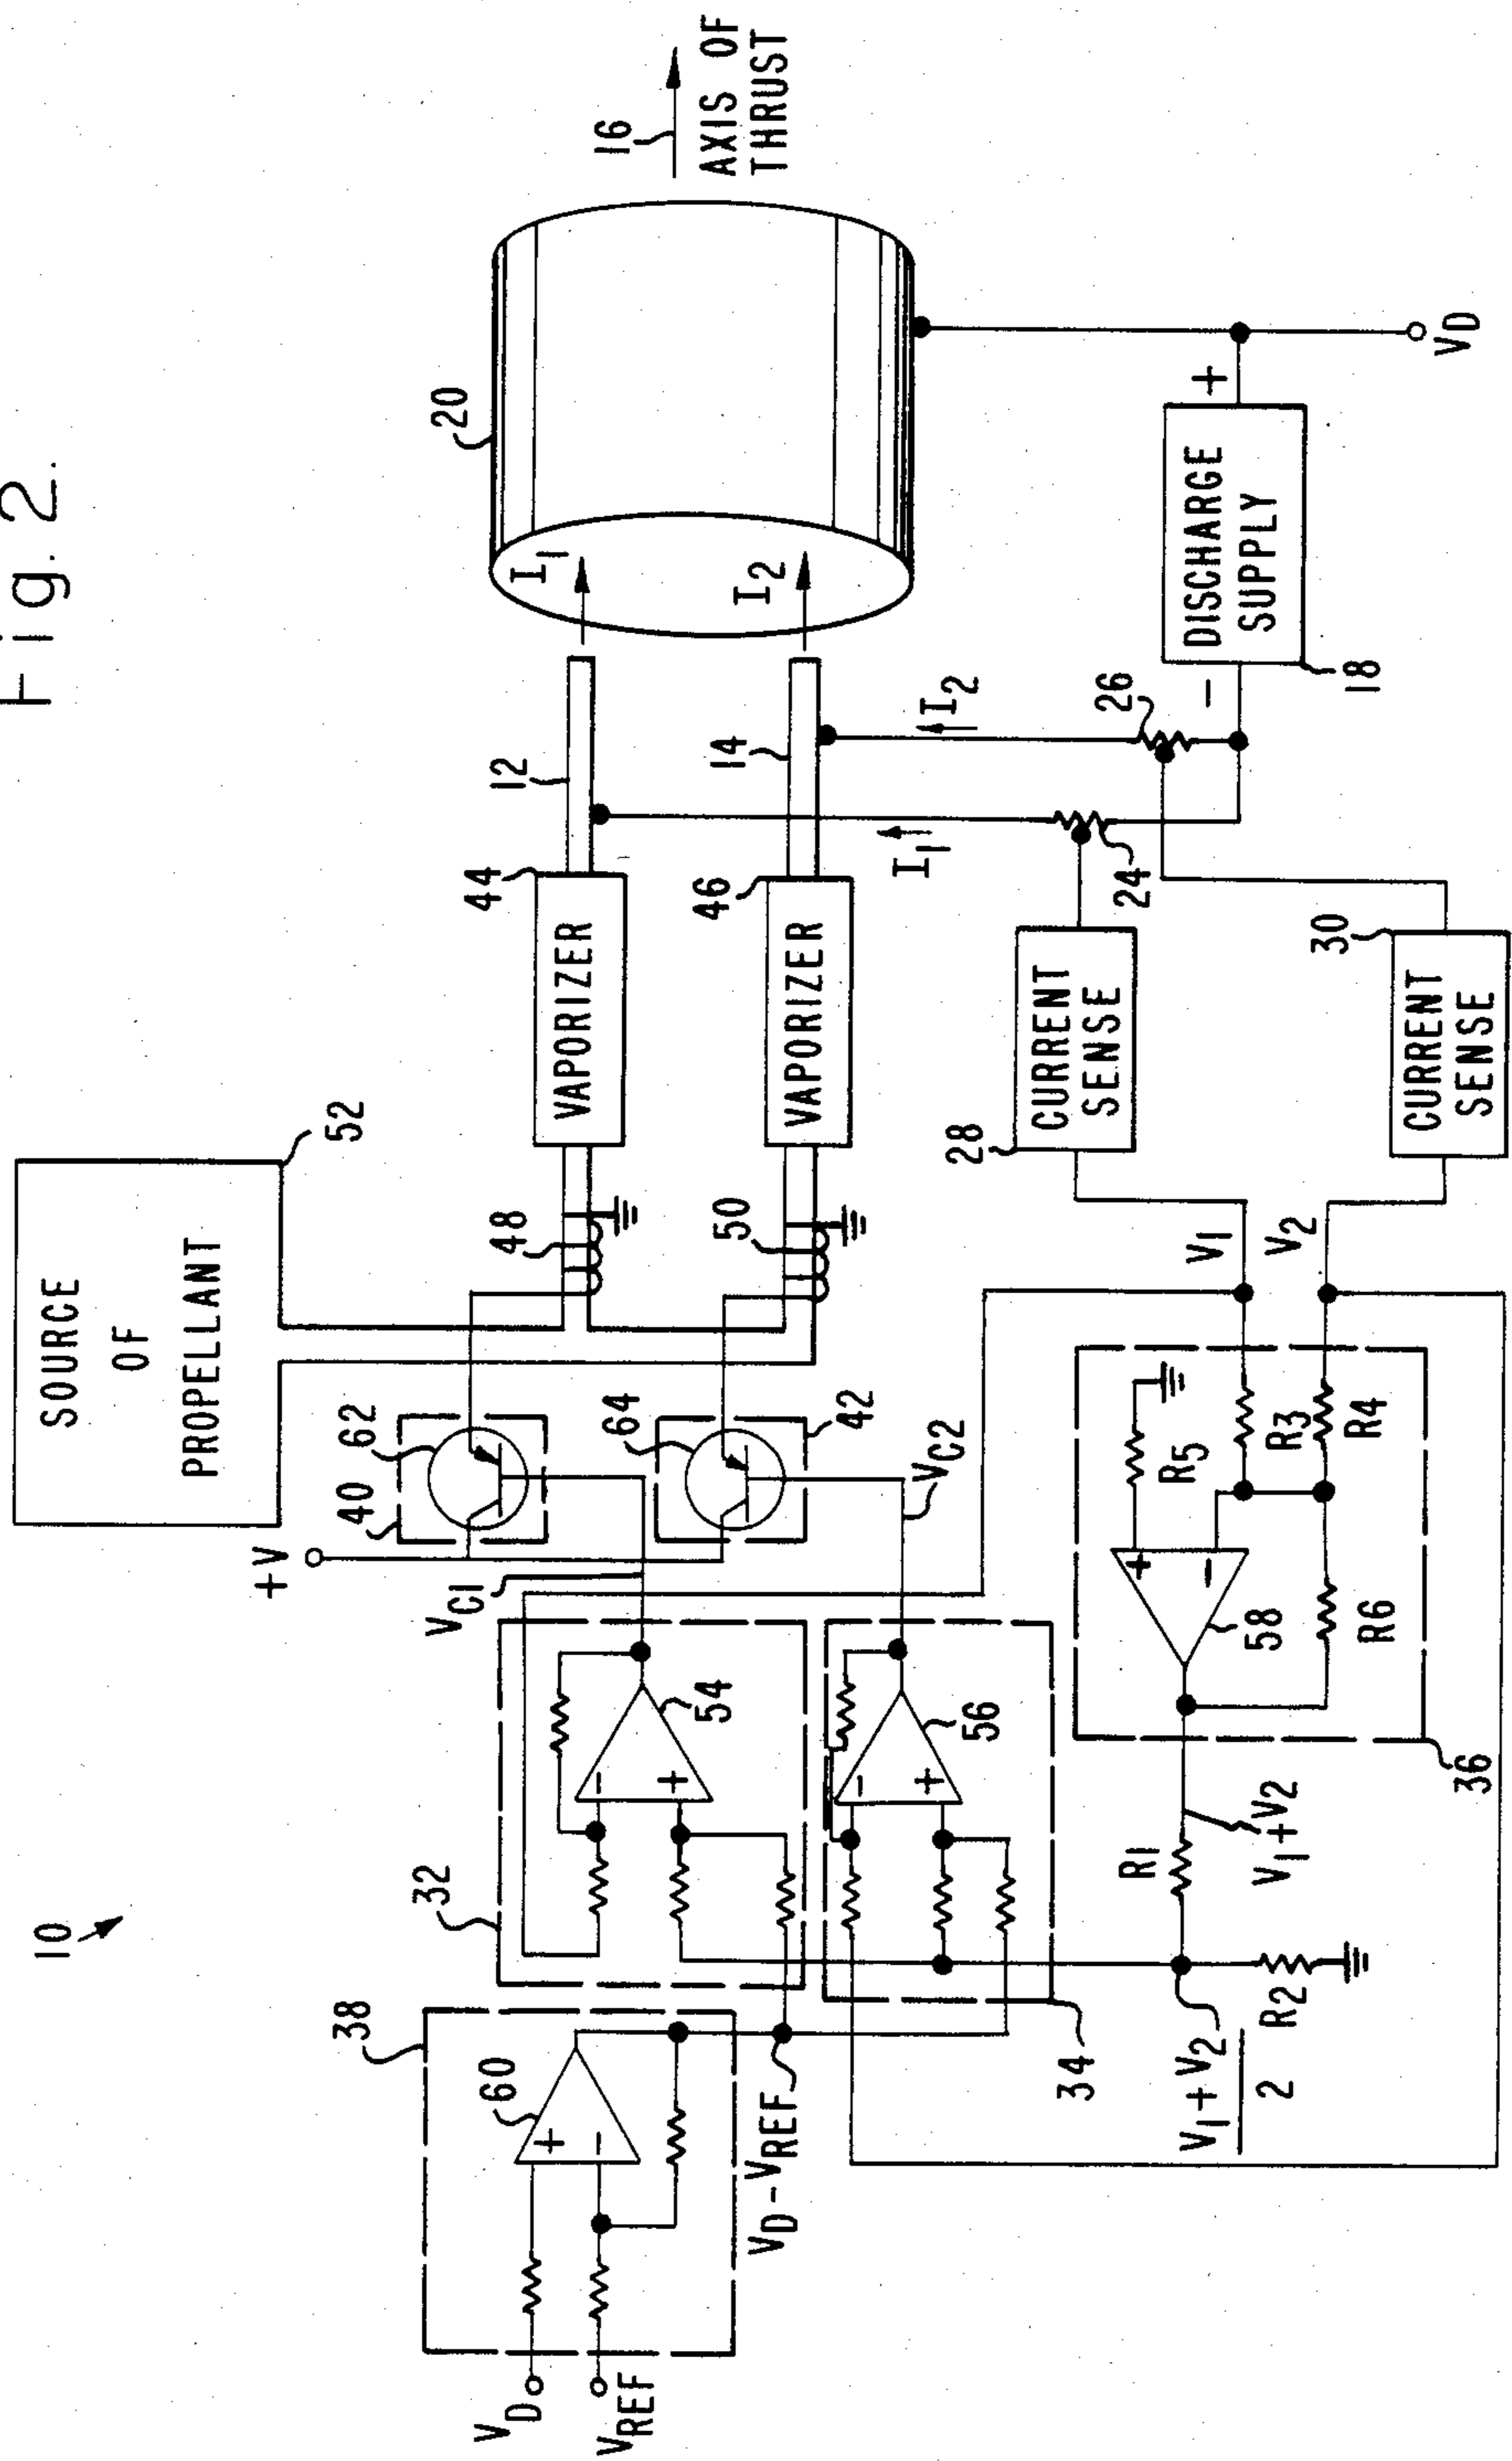 Fig. 2.
10
SOURCE
OF
PROPELLANT
52
+V
40
62
64
42
VC1
VC2
48
50
44
VAPORIZER
46
VAPORIZER
12
14
I1
I2
20
16
AXIS OF
THRUST
38
VD
VREF
60
+
-
VD-VREF
32
-
+
54
-
+
56
34
V1+V2
2
R2
R1
V1+V2
36
+
-
58
R5
R3
R4
R6
V1
V2
28
CURRENT
SENSE
30
CURRENT
SENSE
I1
I2
24
26
-
+
DISCHARGE
SUPPLY
18
VD